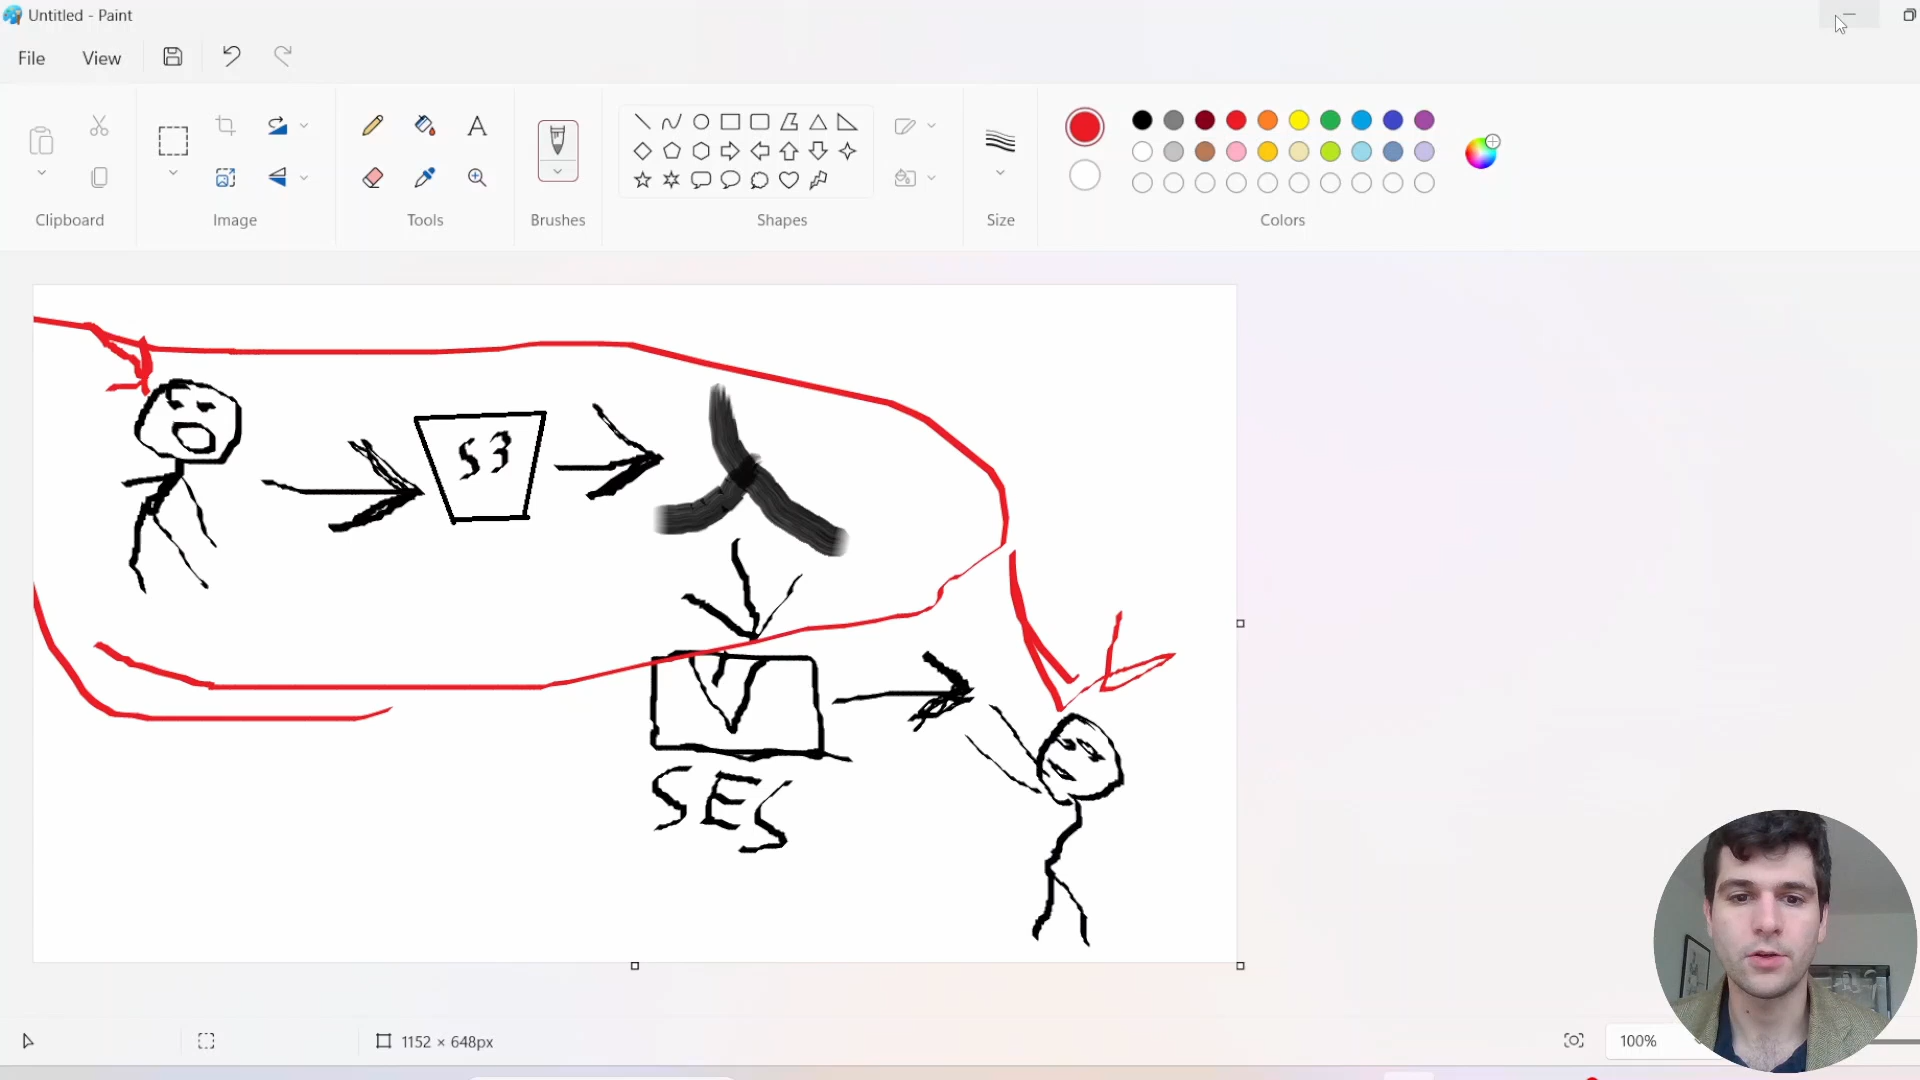 Untitled - Paint
File View
Clipboard Image Tools Brushes Shapes Size Colors
S3
SES
1152 × 648px
100%